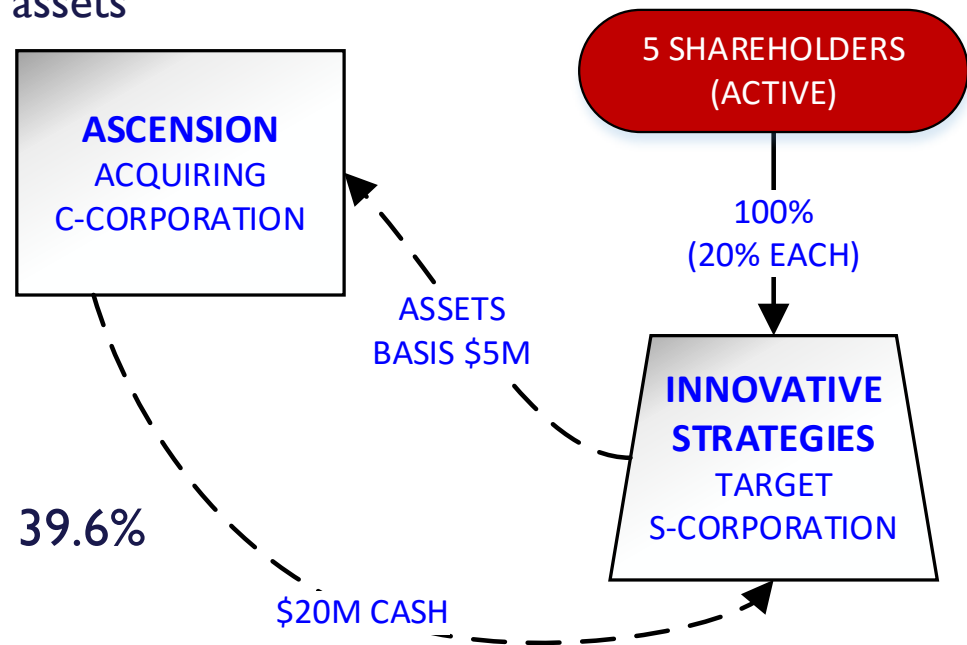 assets
5 SHAREHOLDERS
(ACTIVE)
ASCENSION
ACQUIRING
C-CORPORATION
100%
(20% EACH)
ASSETS
BASIS $5M
INNOVATIVE
STRATEGIES
TARGET
S-CORPORATION
39.6%
$20M CASH